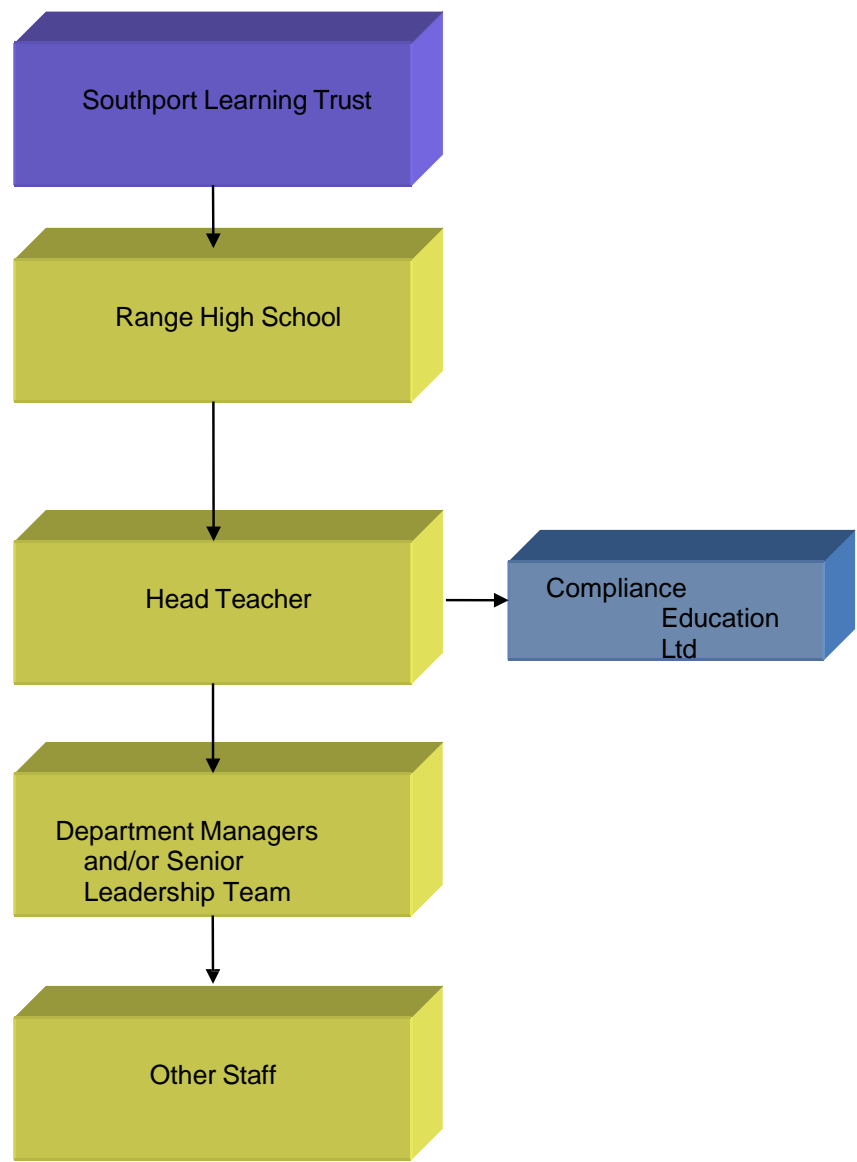 Southport Learning Trust
Range High School
Head Teacher
Compliance
Education
Ltd
Department Managers
and/or Senior
Leadership Team
Other Staff